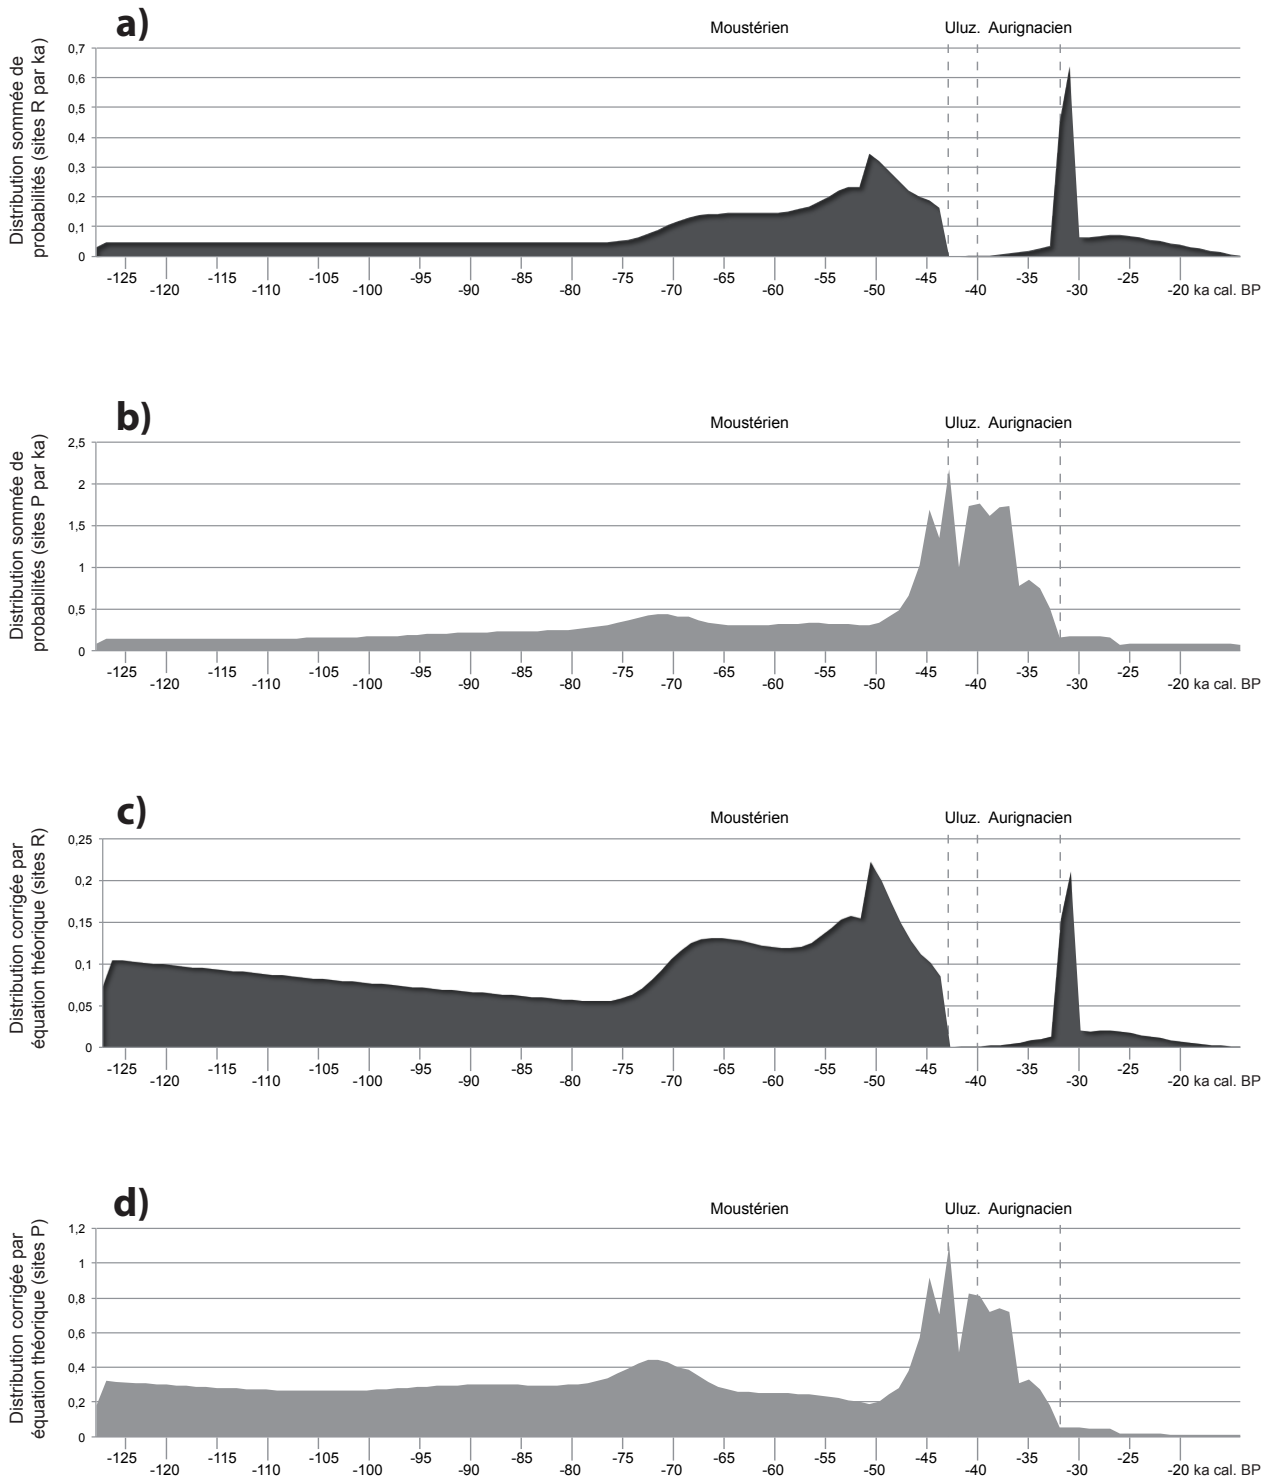 a)
Moustérien Uluz. Aurignacien
Distribution sommée de
probabilités (sites R par ka)
0,7
0,6
0,5
0,4
0,3
0,2
0,1
0
-125 -115 -105 -95 -85 -75 -65 -55 -45 -35 -25
-120 -110 -100 -90 -80 -70 -60 -50 -40 -30 -20 ka cal. BP
b)
Moustérien Uluz. Aurignacien
Distribution sommée de
probabilités (sites P par ka)
2,5
2
1,5
1
0,5
0
-125 -115 -105 -95 -85 -75 -65 -55 -45 -35 -25
-120 -110 -100 -90 -80 -70 -60 -50 -40 -30 -20 ka cal. BP
c)
Moustérien Uluz. Aurignacien
Distribution corrigée par
équation théorique (sites R)
0,25
0,2
0,15
0,1
0,05
0
-125 -115 -105 -95 -85 -75 -65 -55 -45 -35 -25
-120 -110 -100 -90 -80 -70 -60 -50 -40 -30 -20 ka cal. BP
d)
Moustérien Uluz. Aurignacien
Distribution corrigée par
équation théorique (sites P)
1,2
1
0,8
0,6
0,4
0,2
0
-125 -115 -105 -95 -85 -75 -65 -55 -45 -35 -25
-120 -110 -100 -90 -80 -70 -60 -50 -40 -30 -20 ka cal. BP